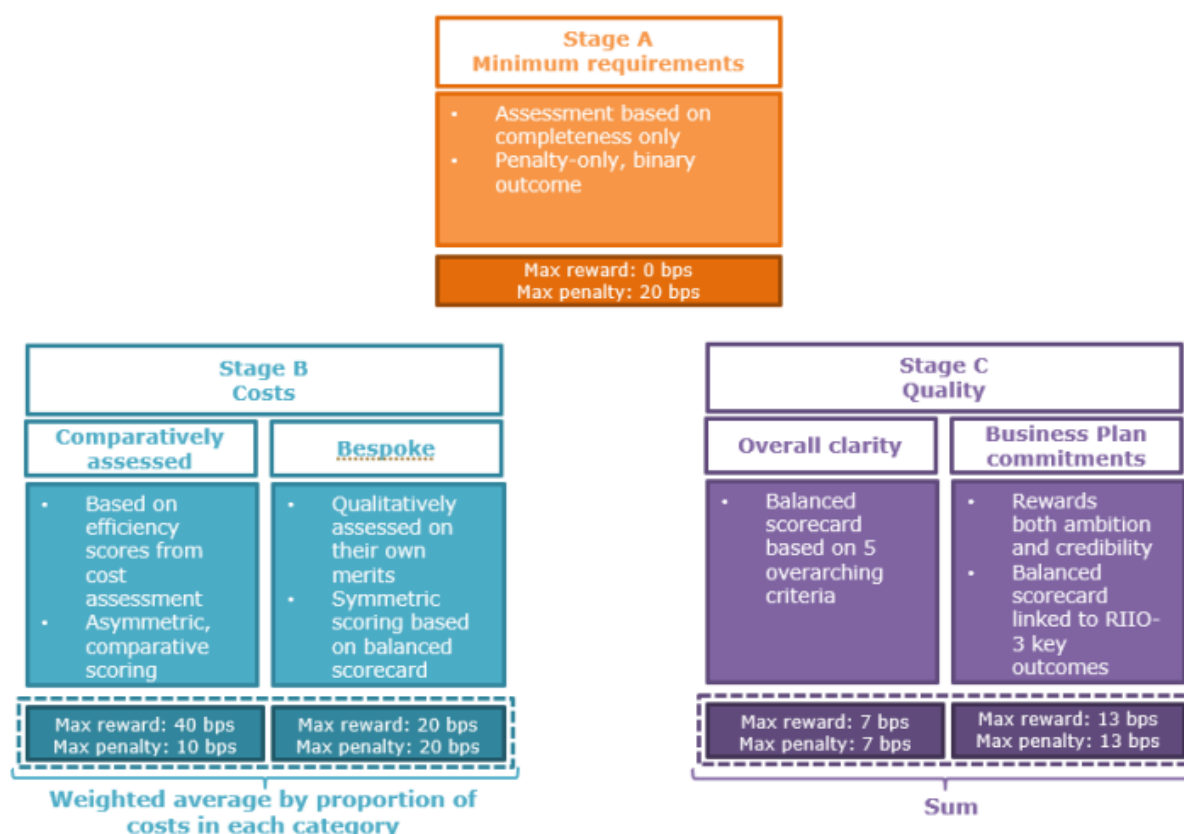 Stage A
Minimum requirements
• Assessment based on
completeness only
• Penalty-only, binary
outcome
Max reward: 0 bps
Max penalty: 20 bps
Stage B
Costs
Comparatively
assessed
• Based on
efficiency
scores from
cost
assessment
• Asymmetric,
comparative
scoring
Max reward: 40 bps
Max penalty: 10 bps
Bespoke
• Qualitatively
assessed on
their own
merits
• Symmetric
scoring based
on balanced
scorecard
Max reward: 20 bps
Max penalty: 20 bps
Weighted average by proportion of
costs in each category
Stage C
Quality
Overall clarity
• Balanced
scorecard
based on 5
overarching
criteria
Max reward: 7 bps
Max penalty: 7 bps
Business Plan
commitments
• Rewards
both ambition
and credibility
• Balanced
scorecard
linked to RIIO-
3 key
outcomes
Max reward: 13 bps
Max penalty: 13 bps
Sum